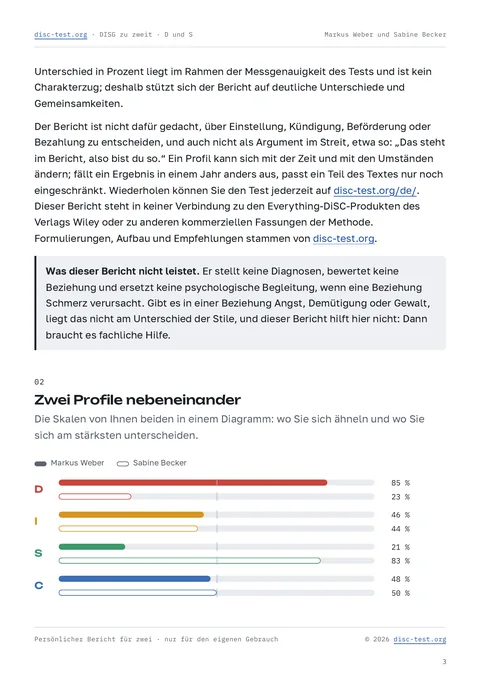 disc-test.org · DISG zu zweit · D und S
Markus Weber und Sabine Becker
Unterschied in Prozent liegt im Rahmen der Messgenauigkeit des Tests und ist kein
Charakterzug; deshalb stützt sich der Bericht auf deutliche Unterschiede und
Gemeinsamkeiten.
Der Bericht ist nicht dafür gedacht, über Einstellung, Kündigung, Beförderung oder
Bezahlung zu entscheiden, und auch nicht als Argument im Streit, etwa so: „Das steht
im Bericht, also bist du so.“ Ein Profil kann sich mit der Zeit und mit den Umständen
ändern; fällt ein Ergebnis in einem Jahr anders aus, passt ein Teil des Textes nur noch
eingeschränkt. Wiederholen können Sie den Test jederzeit auf disc-test.org/de/.
Dieser Bericht steht in keiner Verbindung zu den Everything-DiSC-Produkten des
Verlags Wiley oder zu anderen kommerziellen Fassungen der Methode.
Formulierungen, Aufbau und Empfehlungen stammen von disc-test.org.
Was dieser Bericht nicht leistet. Er stellt keine Diagnosen, bewertet keine
Beziehung und ersetzt keine psychologische Begleitung, wenn eine Beziehung
Schmerz verursacht. Gibt es in einer Beziehung Angst, Demütigung oder Gewalt,
liegt das nicht am Unterschied der Stile, und dieser Bericht hilft hier nicht: Dann
braucht es fachliche Hilfe.
02
Zwei Profile nebeneinander
Die Skalen von Ihnen beiden in einem Diagramm: wo Sie sich ähneln und wo Sie
sich am stärksten unterscheiden.
Markus Weber Sabine Becker
D 85 %
23 %
I 46 %
44 %
S 21 %
83 %
C 48 %
50 %
Persönlicher Bericht für zwei · nur für den eigenen Gebrauch
© 2026 disc-test.org
3